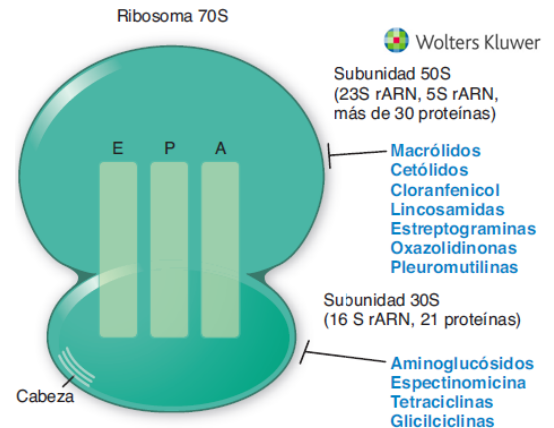 Ribosoma 70S
Wolters Kluwer
Subunidad 50S
(23S rARN, 5S rARN,
más de 30 proteínas)
E P A
Macrólidos
Cetólidos
Cloranfenicol
Lincosamidas
Estreptograminas
Oxazolidinonas
Pleuromutilinas
Subunidad 30S
(16 S rARN, 21 proteínas)
Aminoglucósidos
Espectinomicina
Tetraciclinas
Glicilciclinas
Cabeza